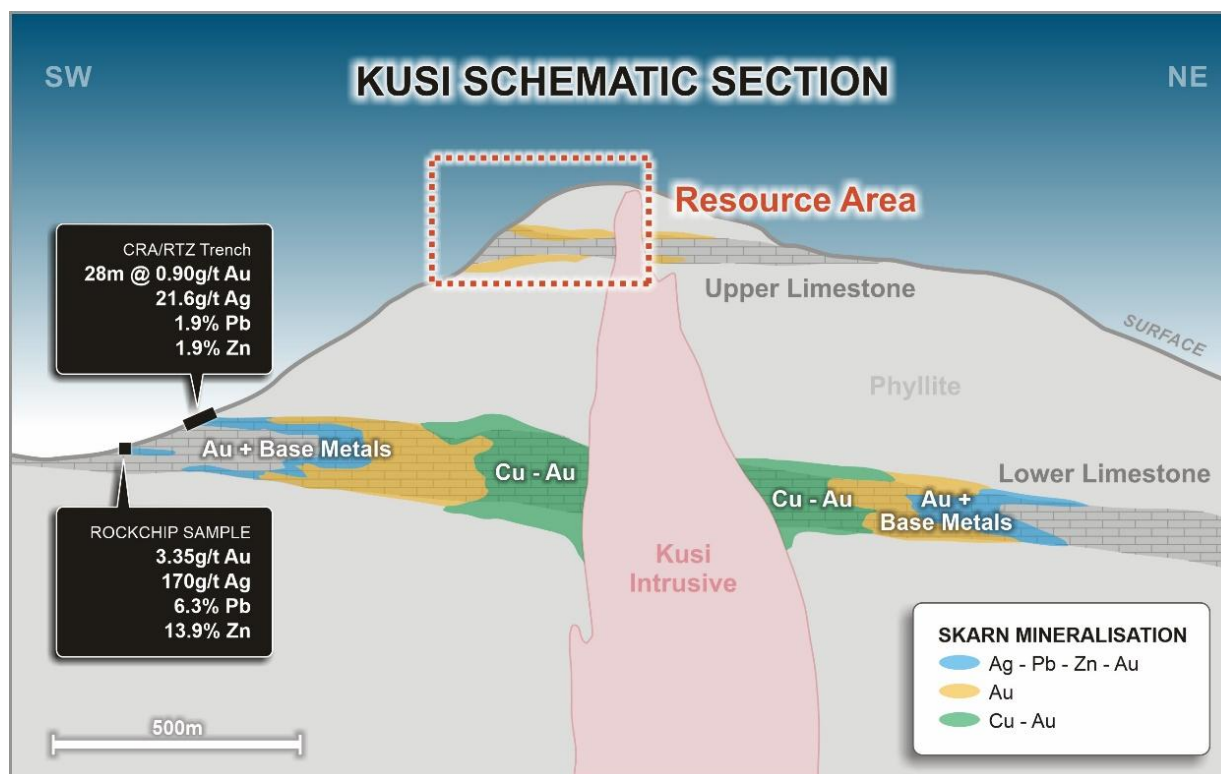 SW
KUSI SCHEMATIC SECTION
NE
Resource Area
CRA/RTZ Trench
28m @ 0.90g/t Au
21.6g/t Ag
1.9% Pb
1.9% Zn
Upper Limestone
SURFACE
Phyllite
Au + Base Metals
Cu - Au
Lower Limestone
Cu - Au
Au +
Base Metals
ROCKCHIP SAMPLE
3.35g/t Au
170g/t Ag
6.3% Pb
13.9% Zn
Kusi
Intrusive
SKARN MINERALISATION
Ag - Pb - Zn - Au
Au
Cu - Au
500m